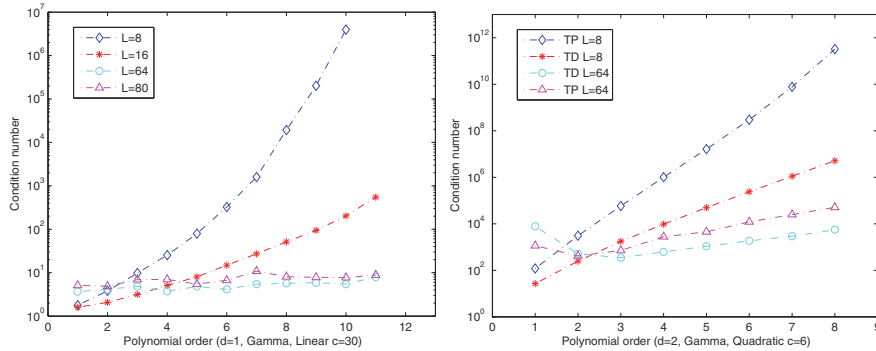 L=8
L=16
L=64
L=80
Condition number
10^7
10^6
10^5
10^4
10^3
10^2
10^1
10^0
0 2 4 6 8 10 12
Polynomial order (d=1, Gamma, Linear c=30)
TP L=8
TD L=8
TD L=64
TP L=64
Condition number
10^12
10^10
10^8
10^6
10^4
10^2
10^0
0 1 2 3 4 5 6 7 8 9
Polynomial order (d=2, Gamma, Quadratic c=6)